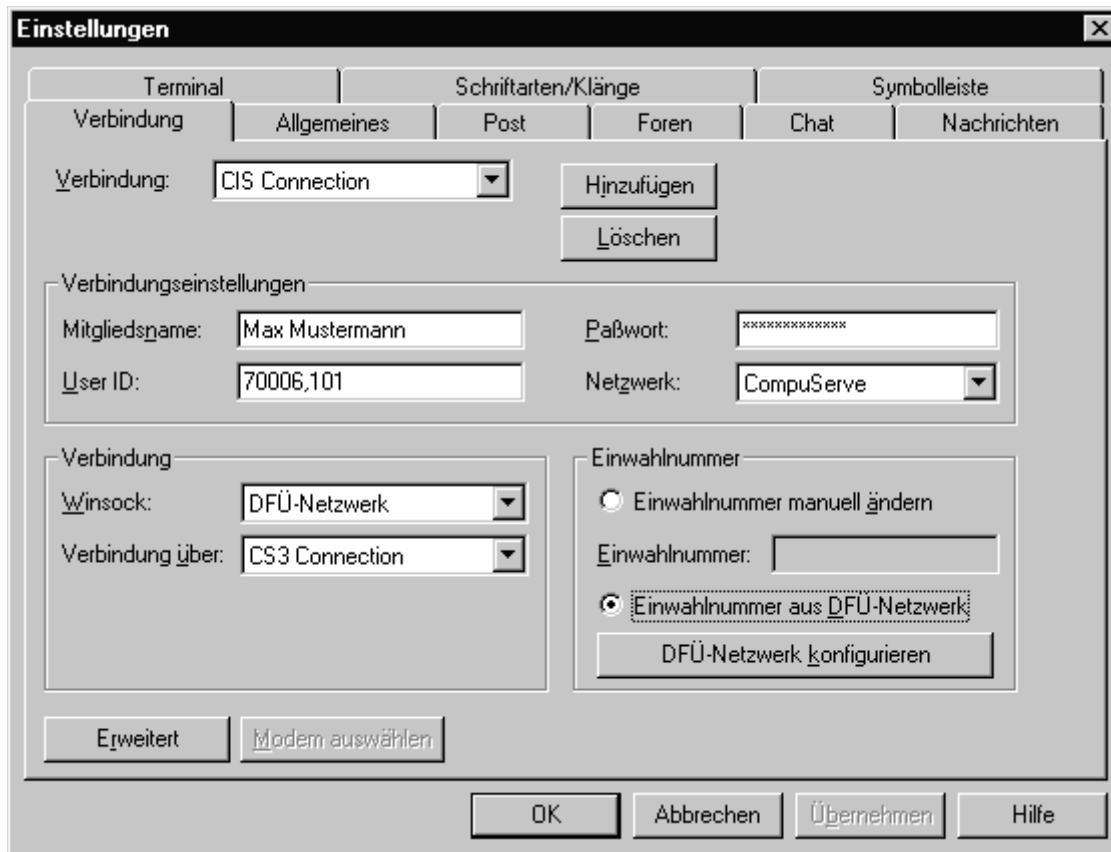 Einstellungen
Terminal Schriftarten/Klänge Symbolleiste
Verbindung Allgemeines Post Foren Chat Nachrichten
Verbindung: CIS Connection Hinzufügen
Löschen
Verbindungseinstellungen
Mitgliedsname: Max Mustermann Paßwort: *************
User ID: 70006,101 Netzwerk: CompuServe
Verbindung Einwahlnummer
Winsock: DFÜ-Netzwerk Einwahlnummer manuell ändern
Verbindung über: CS3 Connection Einwahlnummer:
Einwahlnummer aus DFÜ-Netzwerk
DFÜ-Netzwerk konfigurieren
Erweitert Modem auswählen
OK Abbrechen Übernehmen Hilfe